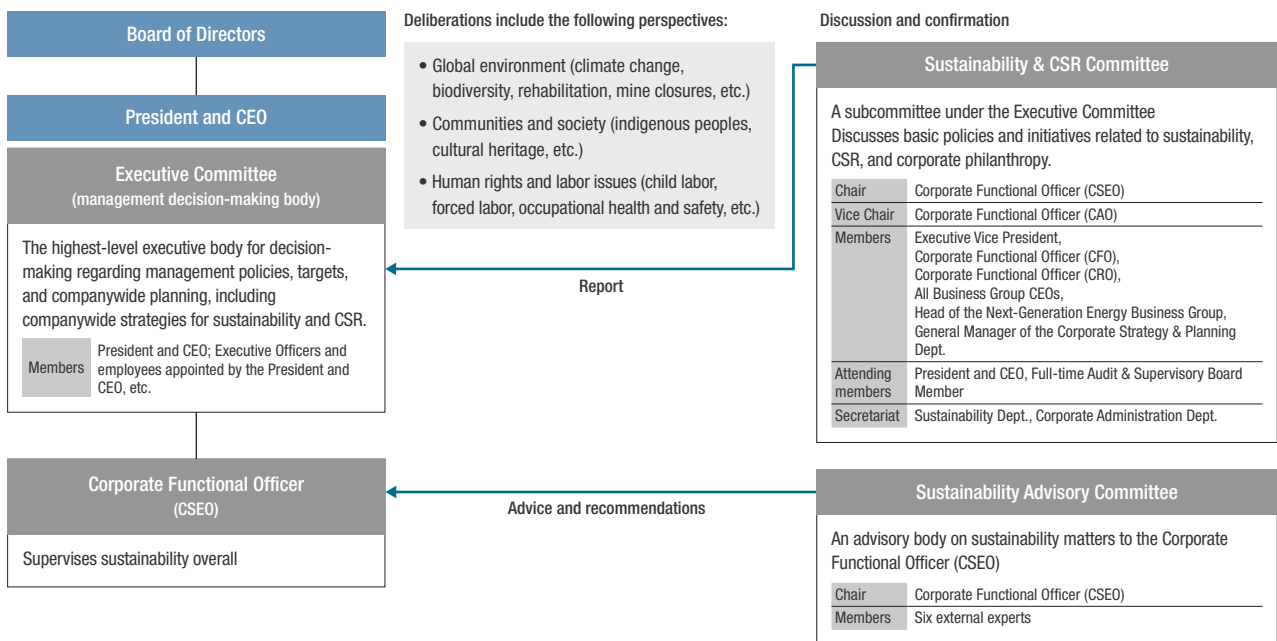 Board of Directors
President and CEO
Executive Committee
(management decision-making body)
The highest-level executive body for decision-
making regarding management policies, targets,
and companywide planning, including
companywide strategies for sustainability and CSR.
Members
President and CEO; Executive Officers and
employees appointed by the President and
CEO, etc.
Corporate Functional Officer
(CSEO)
Supervises sustainability overall
Deliberations include the following perspectives:
• Global environment (climate change,
biodiversity, rehabilitation, mine closures, etc.)
• Communities and society (indigenous peoples,
cultural heritage, etc.)
• Human rights and labor issues (child labor,
forced labor, occupational health and safety, etc.)
Report
Advice and recommendations
Discussion and confirmation
Sustainability & CSR Committee
A subcommittee under the Executive Committee
Discusses basic policies and initiatives related to sustainability,
CSR, and corporate philanthropy.
Chair Corporate Functional Officer (CSEO)
Vice Chair Corporate Functional Officer (CAO)
Members Executive Vice President,
Corporate Functional Officer (CFO),
Corporate Functional Officer (CRO),
All Business Group CEOs,
Head of the Next-Generation Energy Business Group,
General Manager of the Corporate Strategy & Planning
Dept.
Attending President and CEO, Full-time Audit & Supervisory Board
members Member
Secretariat Sustainability Dept., Corporate Administration Dept.
Sustainability Advisory Committee
An advisory body on sustainability matters to the Corporate
Functional Officer (CSEO)
Chair Corporate Functional Officer (CSEO)
Members Six external experts